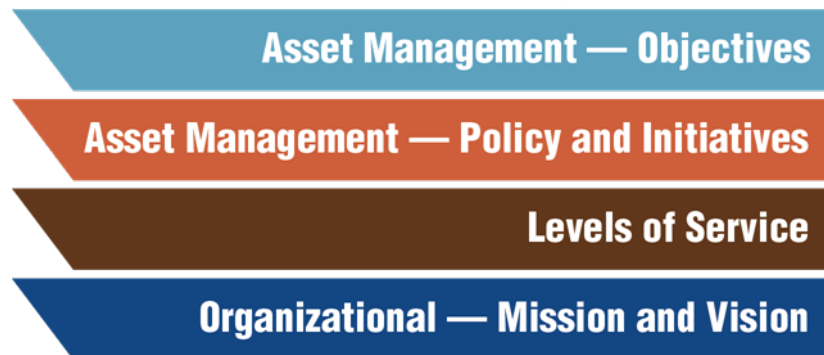 Asset Management — Objectives
Asset Management — Policy and Initiatives
Levels of Service
Organizational — Mission and Vision